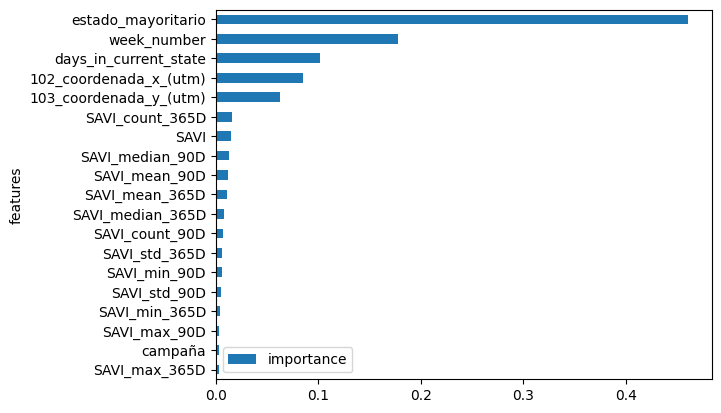 estado_mayoritario
week_number
days_in_current_state
102_coordenada_x_(utm)
103_coordenada_y_(utm)
SAVI_count_365D
SAVI
SAVI_median_90D
SAVI_mean_90D
SAVI_mean_365D
SAVI_median_365D
SAVI_count_90D
SAVI_std_365D
SAVI_min_90D
SAVI_std_90D
SAVI_min_365D
SAVI_max_90D
campaña
SAVI_max_365D
features
importance
0.0 0.1 0.2 0.3 0.4